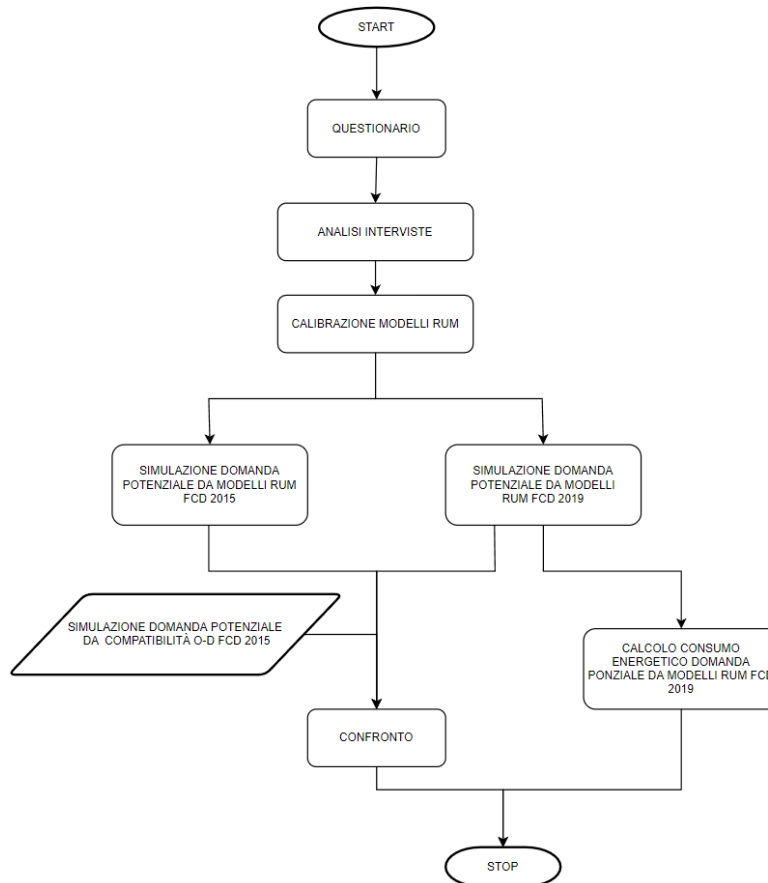 START
QUESTIONARIO
ANALISI INTERVISTE
CALIBRAZIONE MODELLI RUM
SIMULAZIONE DOMANDA
POTENZIALE DA MODELLI RUM
FCD 2015
SIMULAZIONE DOMANDA
POTENZIALE DA MODELLI
RUM FCD 2019
SIMULAZIONE DOMANDA POTENZIALE
DA COMPATIBILITÀ O-D FCD 2015
CALCOLO CONSUMO
ENERGETICO DOMANDA
PONZIALE DA MODELLI RUM FCD
2019
CONFRONTO
STOP